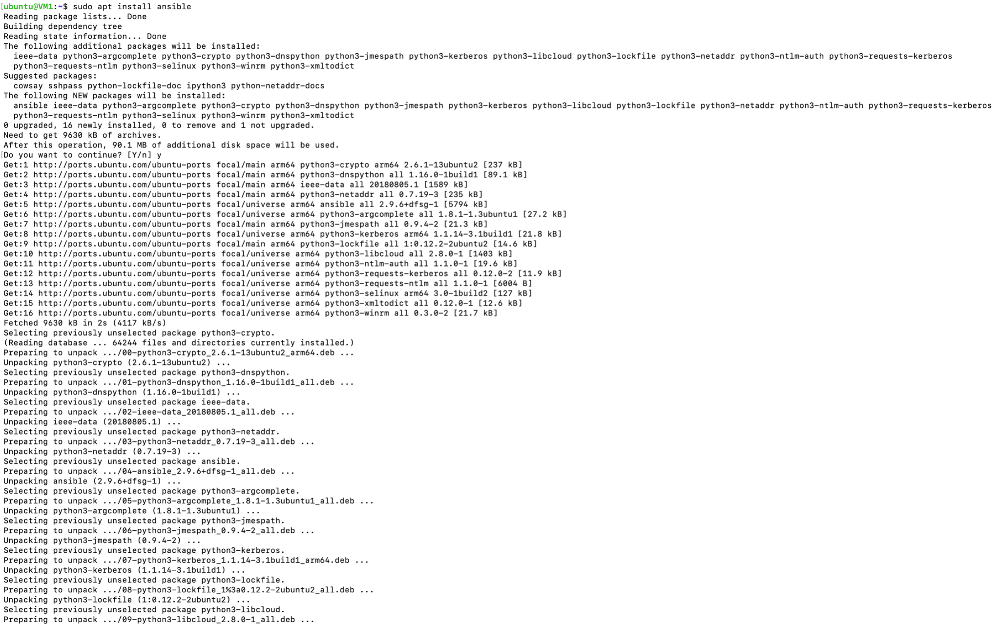 ubuntu@VM1:~$ sudo apt install ansible
Reading package lists... Done
Building dependency tree
Reading state information... Done
The following additional packages will be installed:
  ieee-data python3-argcomplete python3-crypto python3-dnspython python3-jmespath python3-kerberos python3-libcloud python3-lockfile python3-netaddr python3-ntlm-auth python3-requests-kerberos
  python3-requests-ntlm python3-selinux python3-winrm python3-xmltodict
Suggested packages:
  cowsay sshpass python-lockfile-doc ipython3 python-netaddr-docs
The following NEW packages will be installed:
  ansible ieee-data python3-argcomplete python3-crypto python3-dnspython python3-jmespath python3-kerberos python3-libcloud python3-lockfile python3-netaddr python3-ntlm-auth python3-requests-kerberos
  python3-requests-ntlm python3-selinux python3-winrm python3-xmltodict
0 upgraded, 16 newly installed, 0 to remove and 1 not upgraded.
Need to get 9630 kB of archives.
After this operation, 90.1 MB of additional disk space will be used.
Do you want to continue? [Y/n] y
Get:1 http://ports.ubuntu.com/ubuntu-ports focal/main arm64 python3-crypto arm64 2.6.1-13ubuntu2 [237 kB]
Get:2 http://ports.ubuntu.com/ubuntu-ports focal/main arm64 python3-dnspython all 1.16.0-1build1 [89.1 kB]
Get:3 http://ports.ubuntu.com/ubuntu-ports focal/main arm64 ieee-data all 20180805.1 [1589 kB]
Get:4 http://ports.ubuntu.com/ubuntu-ports focal/main arm64 python3-netaddr all 0.7.19-3 [235 kB]
Get:5 http://ports.ubuntu.com/ubuntu-ports focal/universe arm64 ansible all 2.9.6+dfsg-1 [5794 kB]
Get:6 http://ports.ubuntu.com/ubuntu-ports focal/universe arm64 python3-argcomplete all 1.8.1-1.3ubuntu1 [27.2 kB]
Get:7 http://ports.ubuntu.com/ubuntu-ports focal/main arm64 python3-jmespath all 0.9.4-2 [21.3 kB]
Get:8 http://ports.ubuntu.com/ubuntu-ports focal/universe arm64 python3-kerberos arm64 1.1.14-3.1build1 [21.8 kB]
Get:9 http://ports.ubuntu.com/ubuntu-ports focal/main arm64 python3-lockfile all 1:0.12.2-2ubuntu2 [14.6 kB]
Get:10 http://ports.ubuntu.com/ubuntu-ports focal/universe arm64 python3-libcloud all 2.8.0-1 [1403 kB]
Get:11 http://ports.ubuntu.com/ubuntu-ports focal/universe arm64 python3-ntlm-auth all 1.1.0-1 [19.6 kB]
Get:12 http://ports.ubuntu.com/ubuntu-ports focal/universe arm64 python3-requests-kerberos all 0.12.0-2 [11.9 kB]
Get:13 http://ports.ubuntu.com/ubuntu-ports focal/universe arm64 python3-requests-ntlm all 1.1.0-1 [6004 B]
Get:14 http://ports.ubuntu.com/ubuntu-ports focal/universe arm64 python3-selinux arm64 3.0-1build2 [127 kB]
Get:15 http://ports.ubuntu.com/ubuntu-ports focal/universe arm64 python3-xmltodict all 0.12.0-1 [12.6 kB]
Get:16 http://ports.ubuntu.com/ubuntu-ports focal/universe arm64 python3-winrm all 0.3.0-2 [21.7 kB]
Fetched 9630 kB in 2s (4117 kB/s)
Selecting previously unselected package python3-crypto.
(Reading database ... 64244 files and directories currently installed.)
Preparing to unpack .../00-python3-crypto_2.6.1-13ubuntu2_arm64.deb ...
Unpacking python3-crypto (2.6.1-13ubuntu2) ...
Selecting previously unselected package python3-dnspython.
Preparing to unpack .../01-python3-dnspython_1.16.0-1build1_all.deb ...
Unpacking python3-dnspython (1.16.0-1build1) ...
Selecting previously unselected package ieee-data.
Preparing to unpack .../02-ieee-data_20180805.1_all.deb ...
Unpacking ieee-data (20180805.1) ...
Selecting previously unselected package python3-netaddr.
Preparing to unpack .../03-python3-netaddr_0.7.19-3_all.deb ...
Unpacking python3-netaddr (0.7.19-3) ...
Selecting previously unselected package ansible.
Preparing to unpack .../04-ansible_2.9.6+dfsg-1_all.deb ...
Unpacking ansible (2.9.6+dfsg-1) ...
Selecting previously unselected package python3-argcomplete.
Preparing to unpack .../05-python3-argcomplete_1.8.1-1.3ubuntu1_all.deb ...
Unpacking python3-argcomplete (1.8.1-1.3ubuntu1) ...
Selecting previously unselected package python3-jmespath.
Preparing to unpack .../06-python3-jmespath_0.9.4-2_all.deb ...
Unpacking python3-jmespath (0.9.4-2) ...
Selecting previously unselected package python3-kerberos.
Preparing to unpack .../07-python3-kerberos_1.1.14-3.1build1_arm64.deb ...
Unpacking python3-kerberos (1.1.14-3.1build1) ...
Selecting previously unselected package python3-lockfile.
Preparing to unpack .../08-python3-lockfile_1%3a0.12.2-2ubuntu2_all.deb ...
Unpacking python3-lockfile (1:0.12.2-2ubuntu2) ...
Selecting previously unselected package python3-libcloud.
Preparing to unpack .../09-python3-libcloud_2.8.0-1_all.deb ...